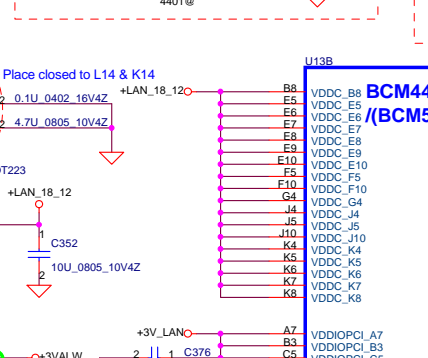 4401@
U13B
Place closed to L14 & K14
+LAN_18_12
2 0.1U_0402_16V4Z
2 4.7U_0805_10V4Z
OT223
+LAN_18_12
1
C352
10U_0805_10V4Z
2
B8 VDDC_B8
E5 VDDC_E5
E6 VDDC_E6
E7 VDDC_E7
E8 VDDC_E8
E9 VDDC_E9
E10 VDDC_E10
F5 VDDC_F5
F10 VDDC_F10
G4 VDDC_G4
J4 VDDC_J4
J5 VDDC_J5
J10 VDDC_J10
K4 VDDC_K4
K5 VDDC_K5
K6 VDDC_K6
K7 VDDC_K7
K8 VDDC_K8
BCM44
/(BCM5
+3V_LAN
A7 VDDIOPCI_A7
B3 VDDIOPCI_B3
C5 VDDIOPCI_C5
+3VALW
2 1 C376